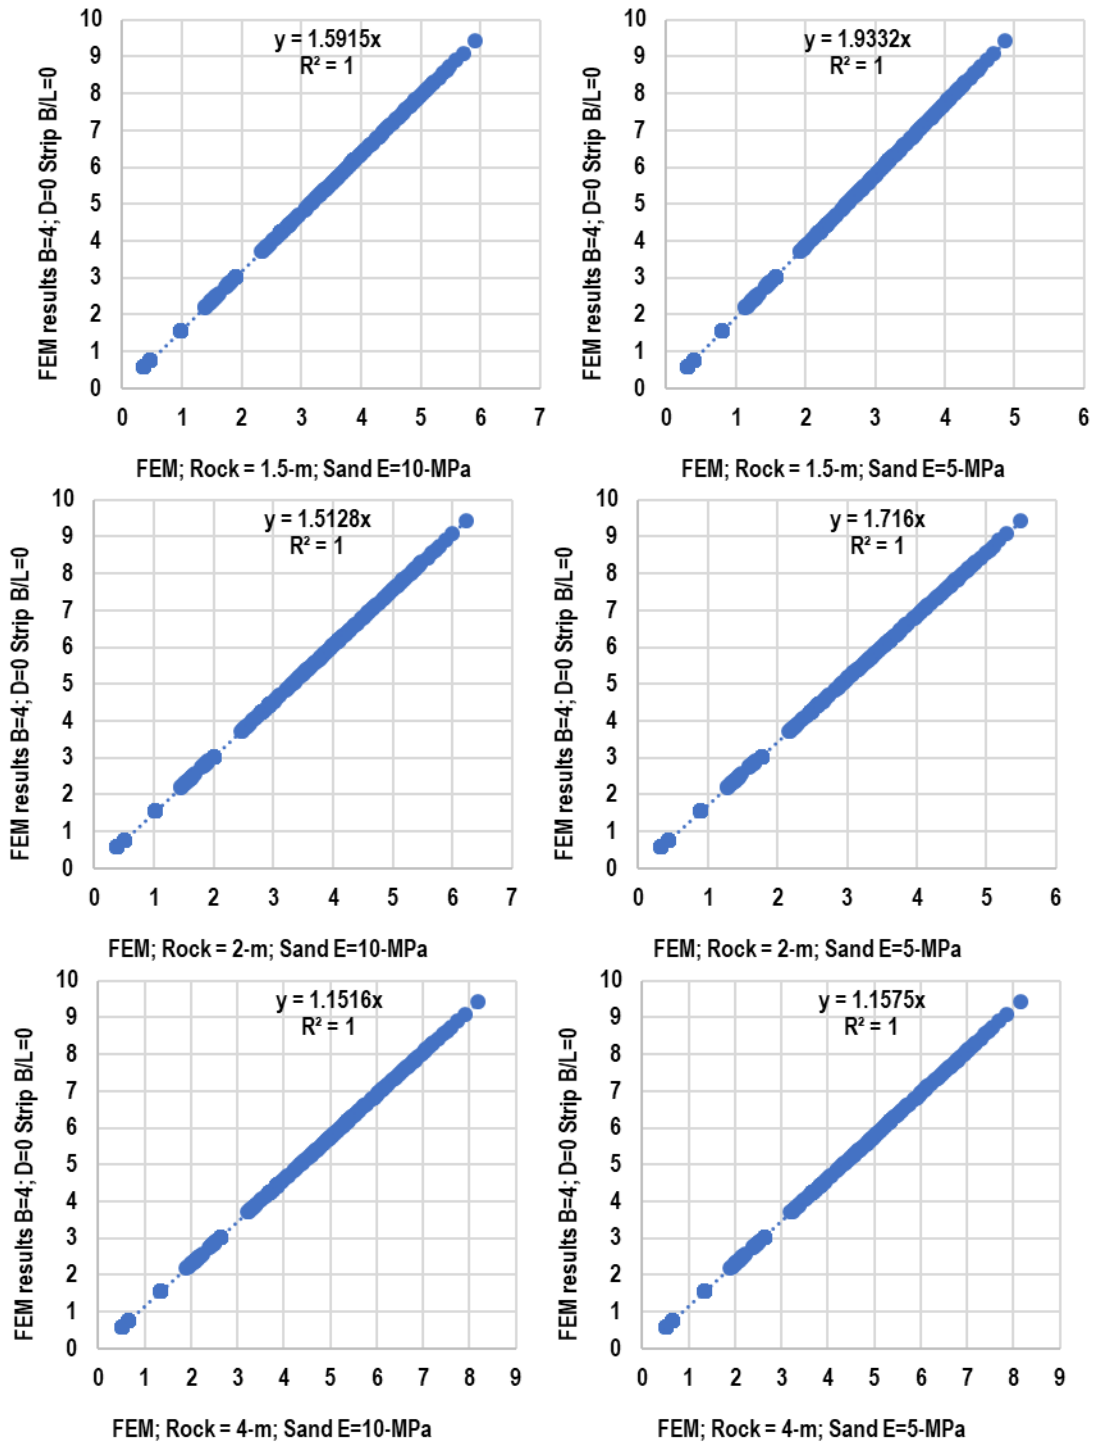 10
9
8
7
6
5
4
3
2
1
0
y = 1.5915x
R² = 1
0 1 2 3 4 5 6 7
FEM results B=4; D=0 Strip B/L=0
FEM; Rock = 1.5-m; Sand E=10-MPa
10
9
8
7
6
5
4
3
2
1
0
y = 1.9332x
R² = 1
0 1 2 3 4 5 6
FEM results B=4; D=0 Strip B/L=0
FEM; Rock = 1.5-m; Sand E=5-MPa
10
9
8
7
6
5
4
3
2
1
0
y = 1.5128x
R² = 1
0 1 2 3 4 5 6 7
FEM results B=4; D=0 Strip B/L=0
FEM; Rock = 2-m; Sand E=10-MPa
10
9
8
7
6
5
4
3
2
1
0
y = 1.716x
R² = 1
0 1 2 3 4 5 6
FEM results B=4; D=0 Strip B/L=0
FEM; Rock = 2-m; Sand E=5-MPa
10
9
8
7
6
5
4
3
2
1
0
y = 1.1516x
R² = 1
0 1 2 3 4 5 6 7 8 9
FEM results B=4; D=0 Strip B/L=0
FEM; Rock = 4-m; Sand E=10-MPa
10
9
8
7
6
5
4
3
2
1
0
y = 1.1575x
R² = 1
0 1 2 3 4 5 6 7 8 9
FEM results B=4; D=0 Strip B/L=0
FEM; Rock = 4-m; Sand E=5-MPa